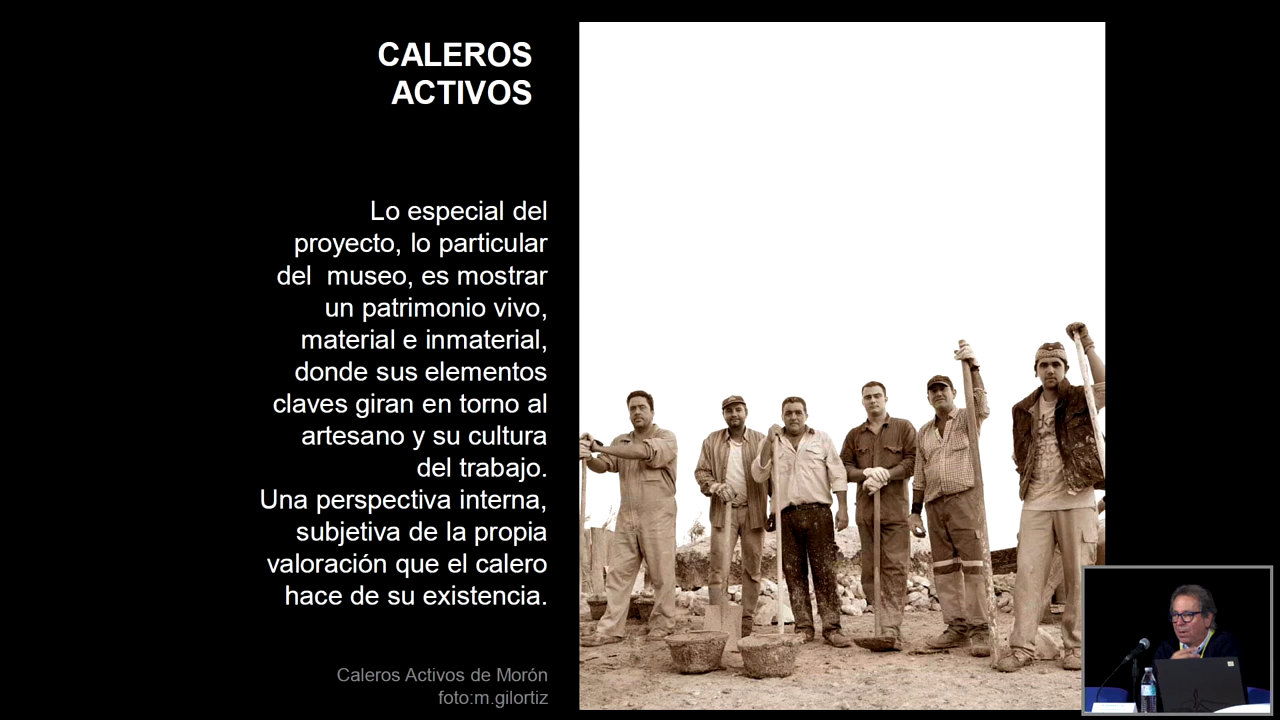 CALEROS
ACTIVOS
Lo especial del
proyecto, lo particular
del  museo, es mostrar
un patrimonio vivo,
material e inmaterial,
donde sus elementos
claves giran en torno al
artesano y su cultura
del trabajo.
Una perspectiva interna,
subjetiva de la propia
valoración que el calero
hace de su existencia.
Caleros Activos de Morón
foto:m.gilortiz